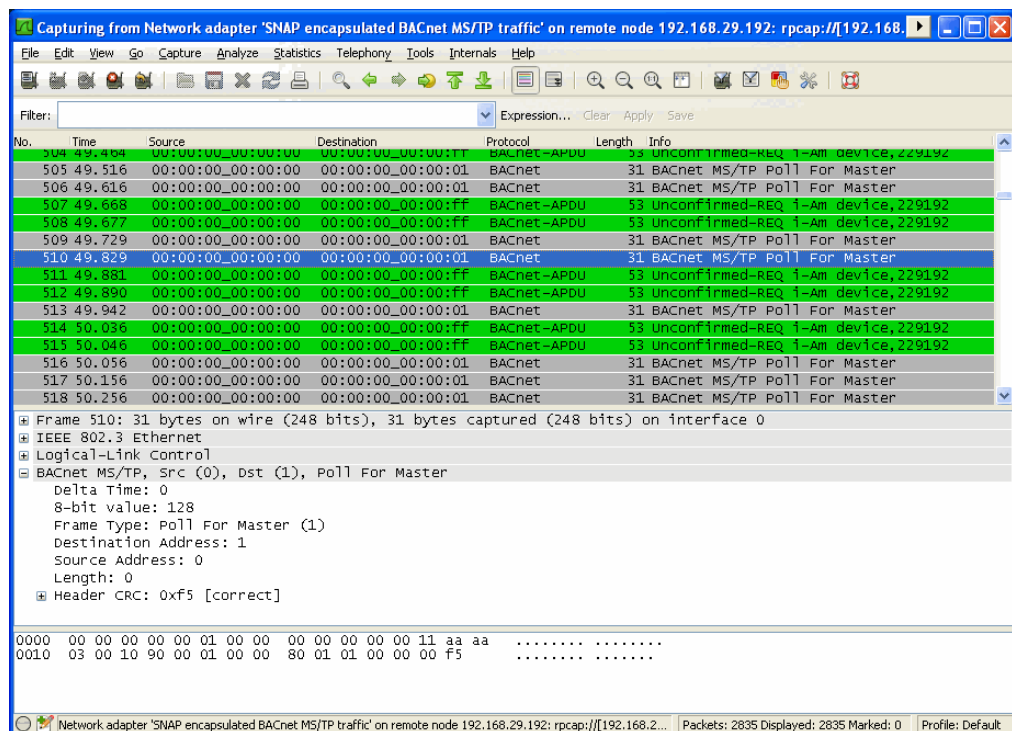 Capturing from Network adapter 'SNAP encapsulated BACnet MS/TP traffic' on remote node 192.168.29.192: rpcap://[192.168.
File Edit View Go Capture Analyze Statistics Telephony Tools Internals Help
Filter: Expression... Clear Apply Save
No. Time Source Destination Protocol Length Info
504 49.464 00:00:00_00:00:00 00:00:00_00:00:ff BACnet-APDU 53 Unconfirmed-REQ i-Am device,229192
505 49.516 00:00:00_00:00:00 00:00:00_00:00:01 BACnet 31 BACnet MS/TP Poll For Master
506 49.616 00:00:00_00:00:00 00:00:00_00:00:01 BACnet 31 BACnet MS/TP Poll For Master
507 49.668 00:00:00_00:00:00 00:00:00_00:00:ff BACnet-APDU 53 Unconfirmed-REQ i-Am device,229192
508 49.677 00:00:00_00:00:00 00:00:00_00:00:ff BACnet-APDU 53 Unconfirmed-REQ i-Am device,229192
509 49.729 00:00:00_00:00:00 00:00:00_00:00:01 BACnet 31 BACnet MS/TP Poll For Master
510 49.829 00:00:00_00:00:00 00:00:00_00:00:01 BACnet 31 BACnet MS/TP Poll For Master
511 49.881 00:00:00_00:00:00 00:00:00_00:00:ff BACnet-APDU 53 Unconfirmed-REQ i-Am device,229192
512 49.890 00:00:00_00:00:00 00:00:00_00:00:ff BACnet-APDU 53 Unconfirmed-REQ i-Am device,229192
513 49.942 00:00:00_00:00:00 00:00:00_00:00:01 BACnet 31 BACnet MS/TP Poll For Master
514 50.036 00:00:00_00:00:00 00:00:00_00:00:ff BACnet-APDU 53 Unconfirmed-REQ i-Am device,229192
515 50.046 00:00:00_00:00:00 00:00:00_00:00:ff BACnet-APDU 53 Unconfirmed-REQ i-Am device,229192
516 50.056 00:00:00_00:00:00 00:00:00_00:00:01 BACnet 31 BACnet MS/TP Poll For Master
517 50.156 00:00:00_00:00:00 00:00:00_00:00:01 BACnet 31 BACnet MS/TP Poll For Master
518 50.256 00:00:00_00:00:00 00:00:00_00:00:01 BACnet 31 BACnet MS/TP Poll For Master
Frame 510: 31 bytes on wire (248 bits), 31 bytes captured (248 bits) on interface 0
IEEE 802.3 Ethernet
Logical-Link Control
BACnet MS/TP, Src (0), Dst (1), Poll For Master
Delta Time: 0
8-bit value: 128
Frame Type: Poll For Master (1)
Destination Address: 1
Source Address: 0
Length: 0
Header CRC: 0xf5 [correct]
0000 00 00 00 00 00 01 00 00 00 00 00 00 00 11 aa aa ........ ........
0010 03 00 10 90 00 01 00 00 80 01 01 00 00 00 f5 ........ .......
Network adapter 'SNAP encapsulated BACnet MS/TP traffic' on remote node 192.168.29.192: rpcap://[192.168.2... Packets: 2835 Displayed: 2835 Marked: 0 Profile: Default